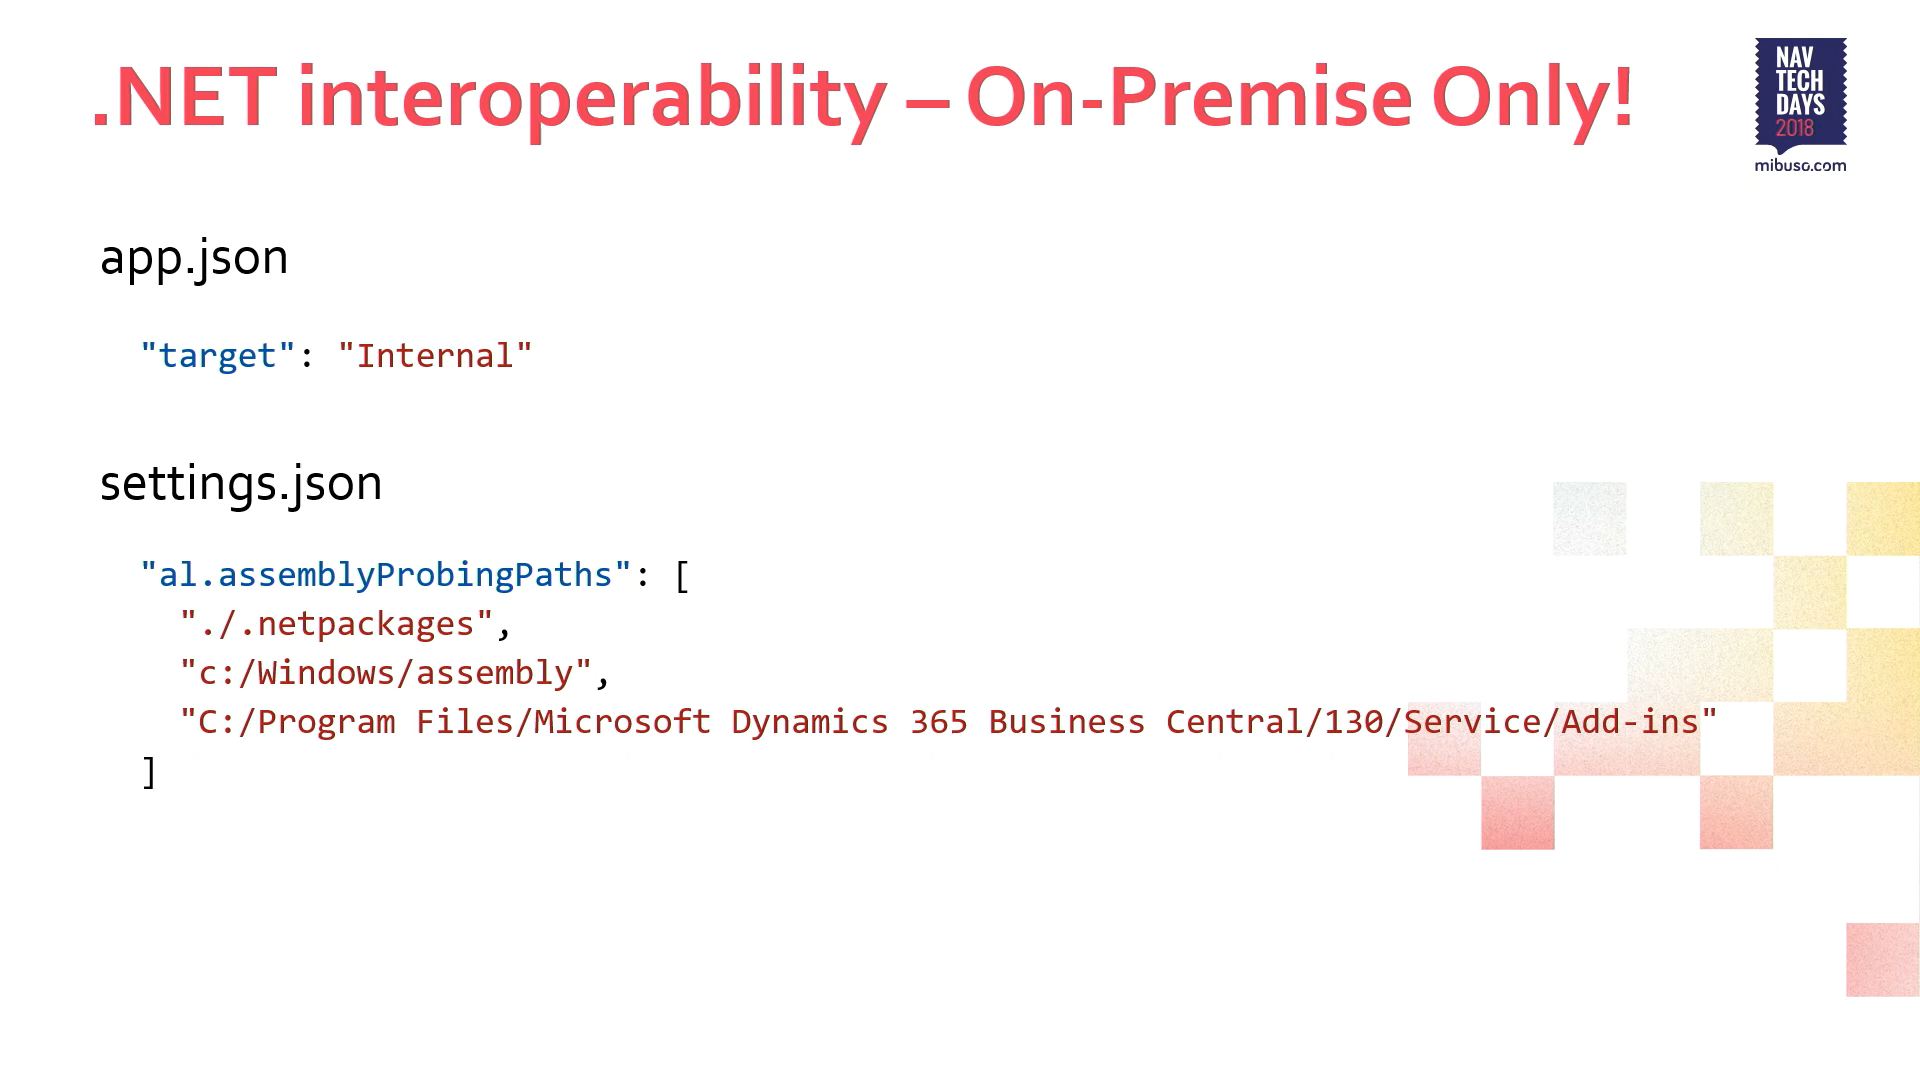 .NET interoperability – On-Premise Only!
NAV
TECH
DAYS
2018
mibuso.com
app.json
"target": "Internal"
settings.json
"al.assemblyProbingPaths": [
"./.netpackages",
"c:/Windows/assembly",
"C:/Program Files/Microsoft Dynamics 365 Business Central/130/Service/Add-ins"
]